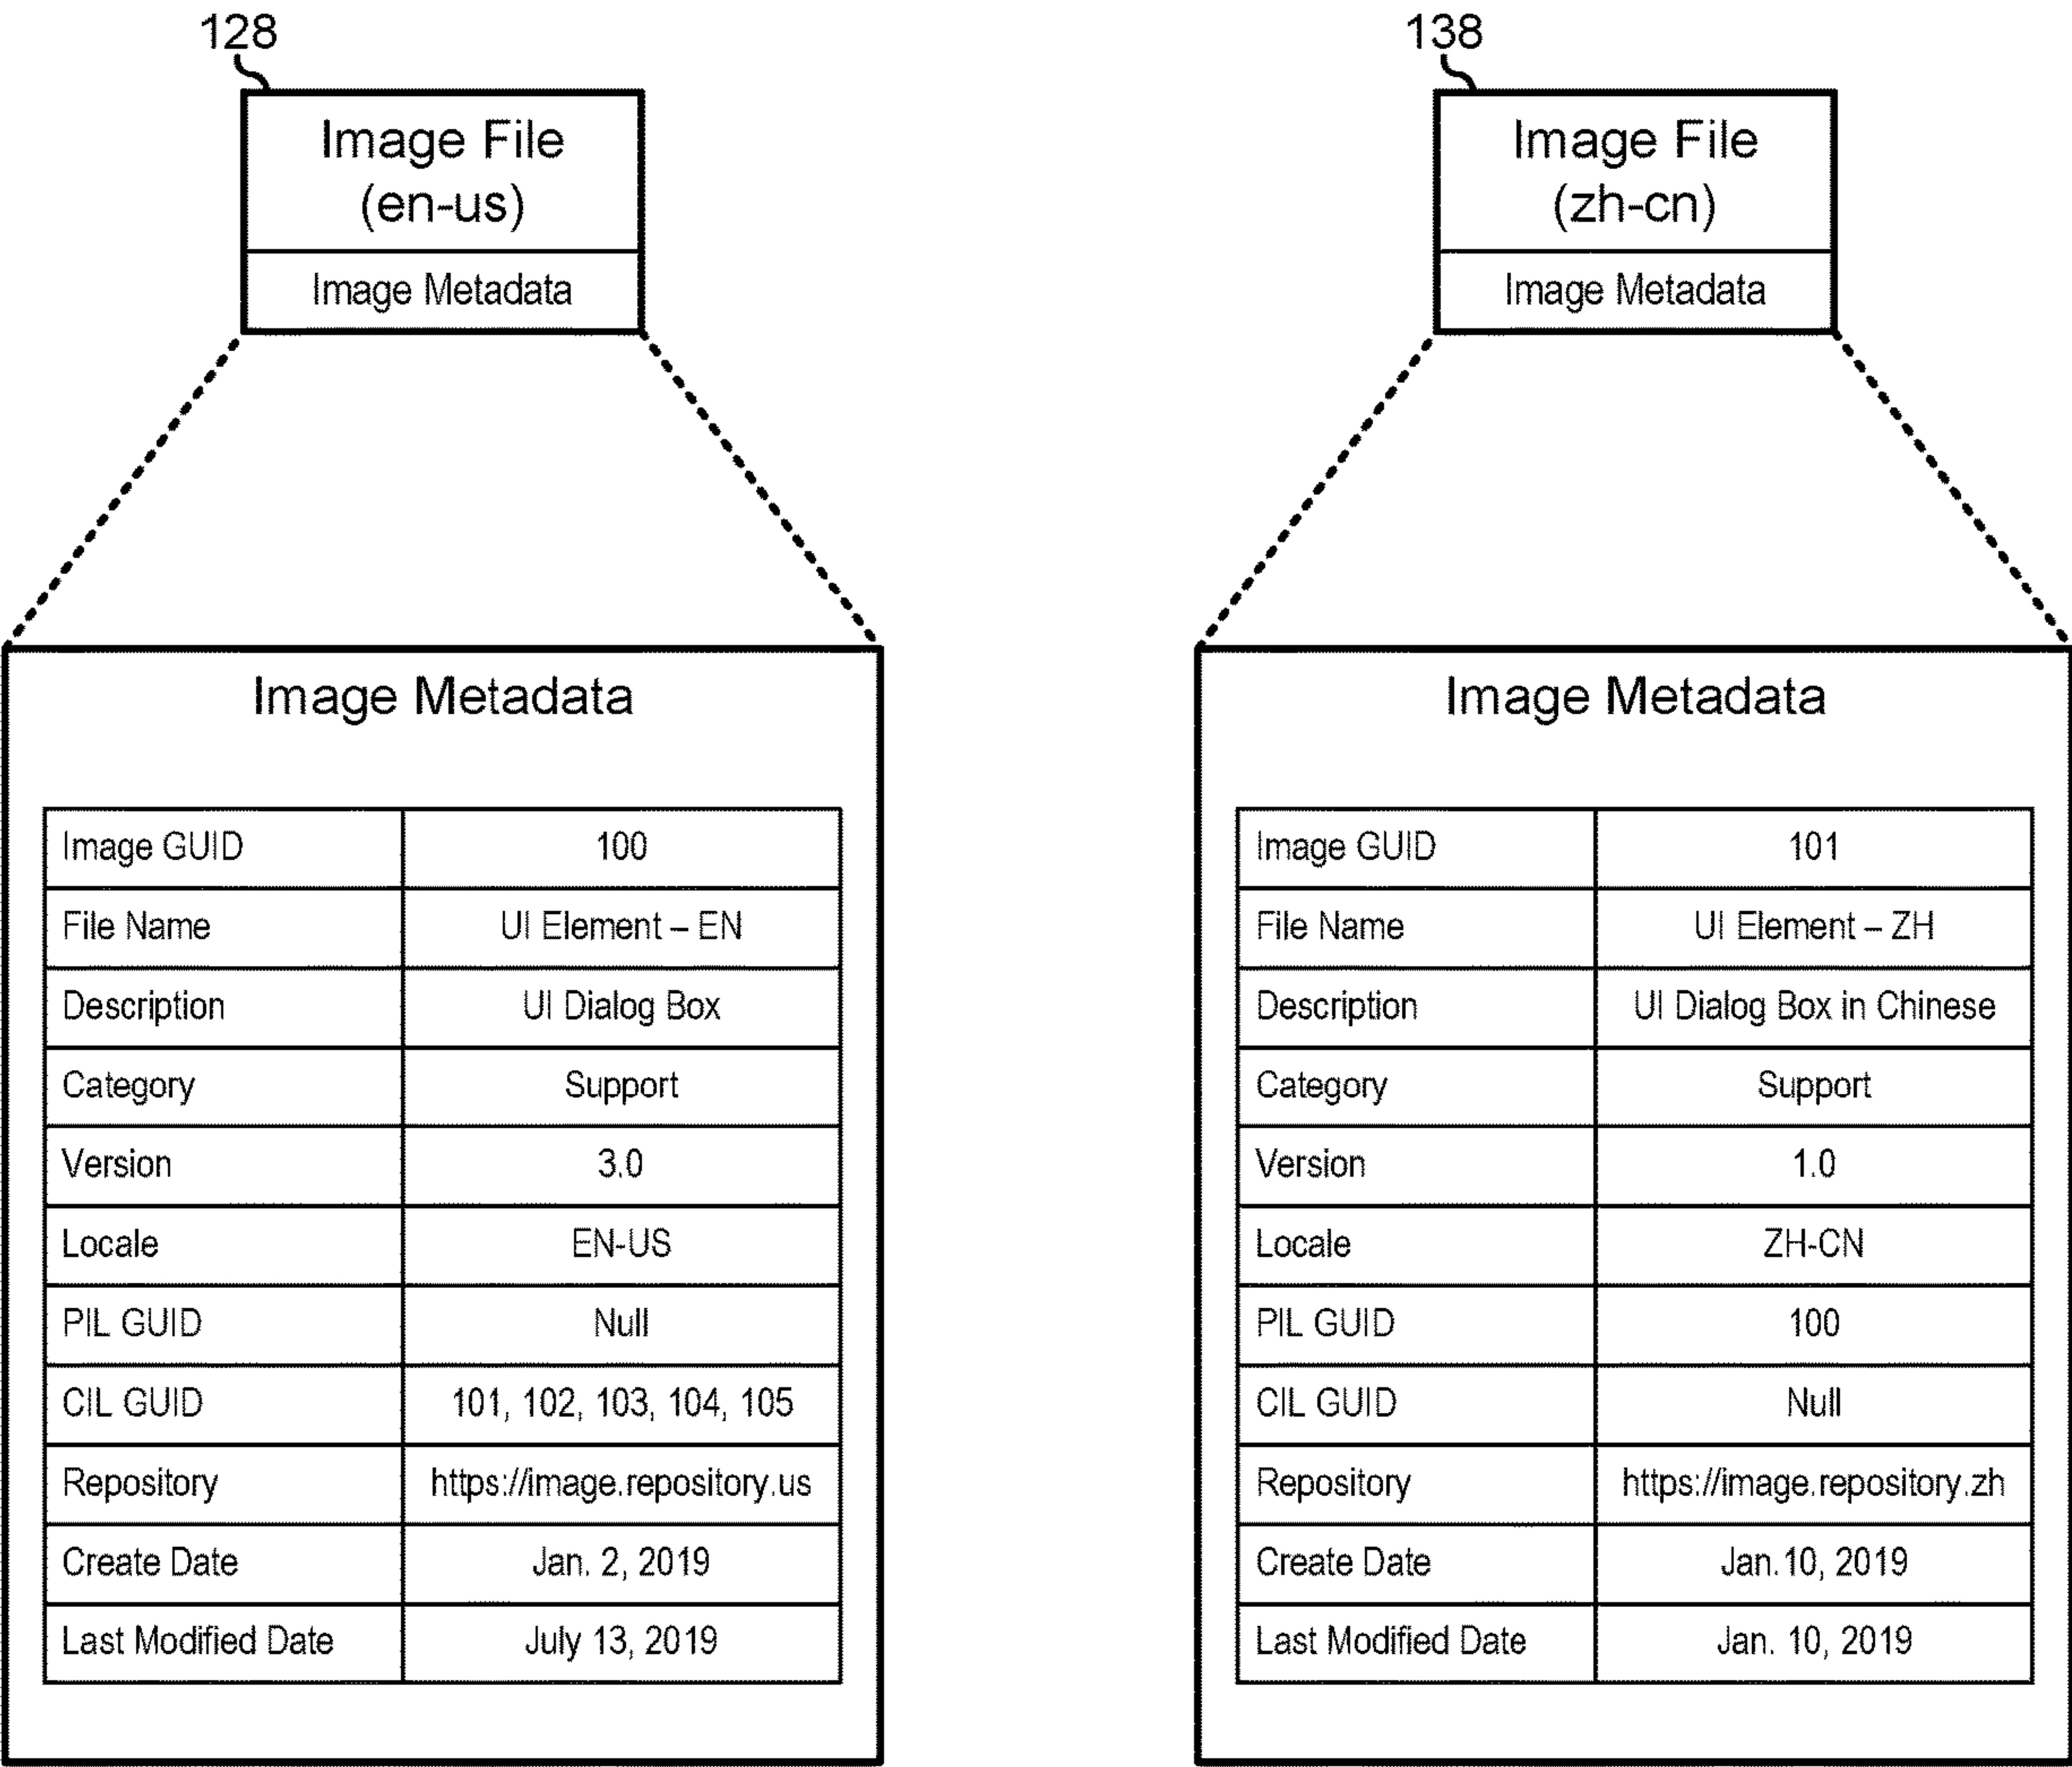 128
Image File
(en-us)
Image Metadata
Image Metadata
Image GUID 100
File Name UI Element – EN
Description UI Dialog Box
Category Support
Version 3.0
Locale EN-US
PIL GUID Null
CIL GUID 101, 102, 103, 104, 105
Repository https://image.repository.us
Create Date Jan. 2, 2019
Last Modified Date July 13, 2019
138
Image File
(zh-cn)
Image Metadata
Image Metadata
Image GUID 101
File Name UI Element – ZH
Description UI Dialog Box in Chinese
Category Support
Version 1.0
Locale ZH-CN
PIL GUID 100
CIL GUID Null
Repository https://image.repository.zh
Create Date Jan.10, 2019
Last Modified Date Jan. 10, 2019